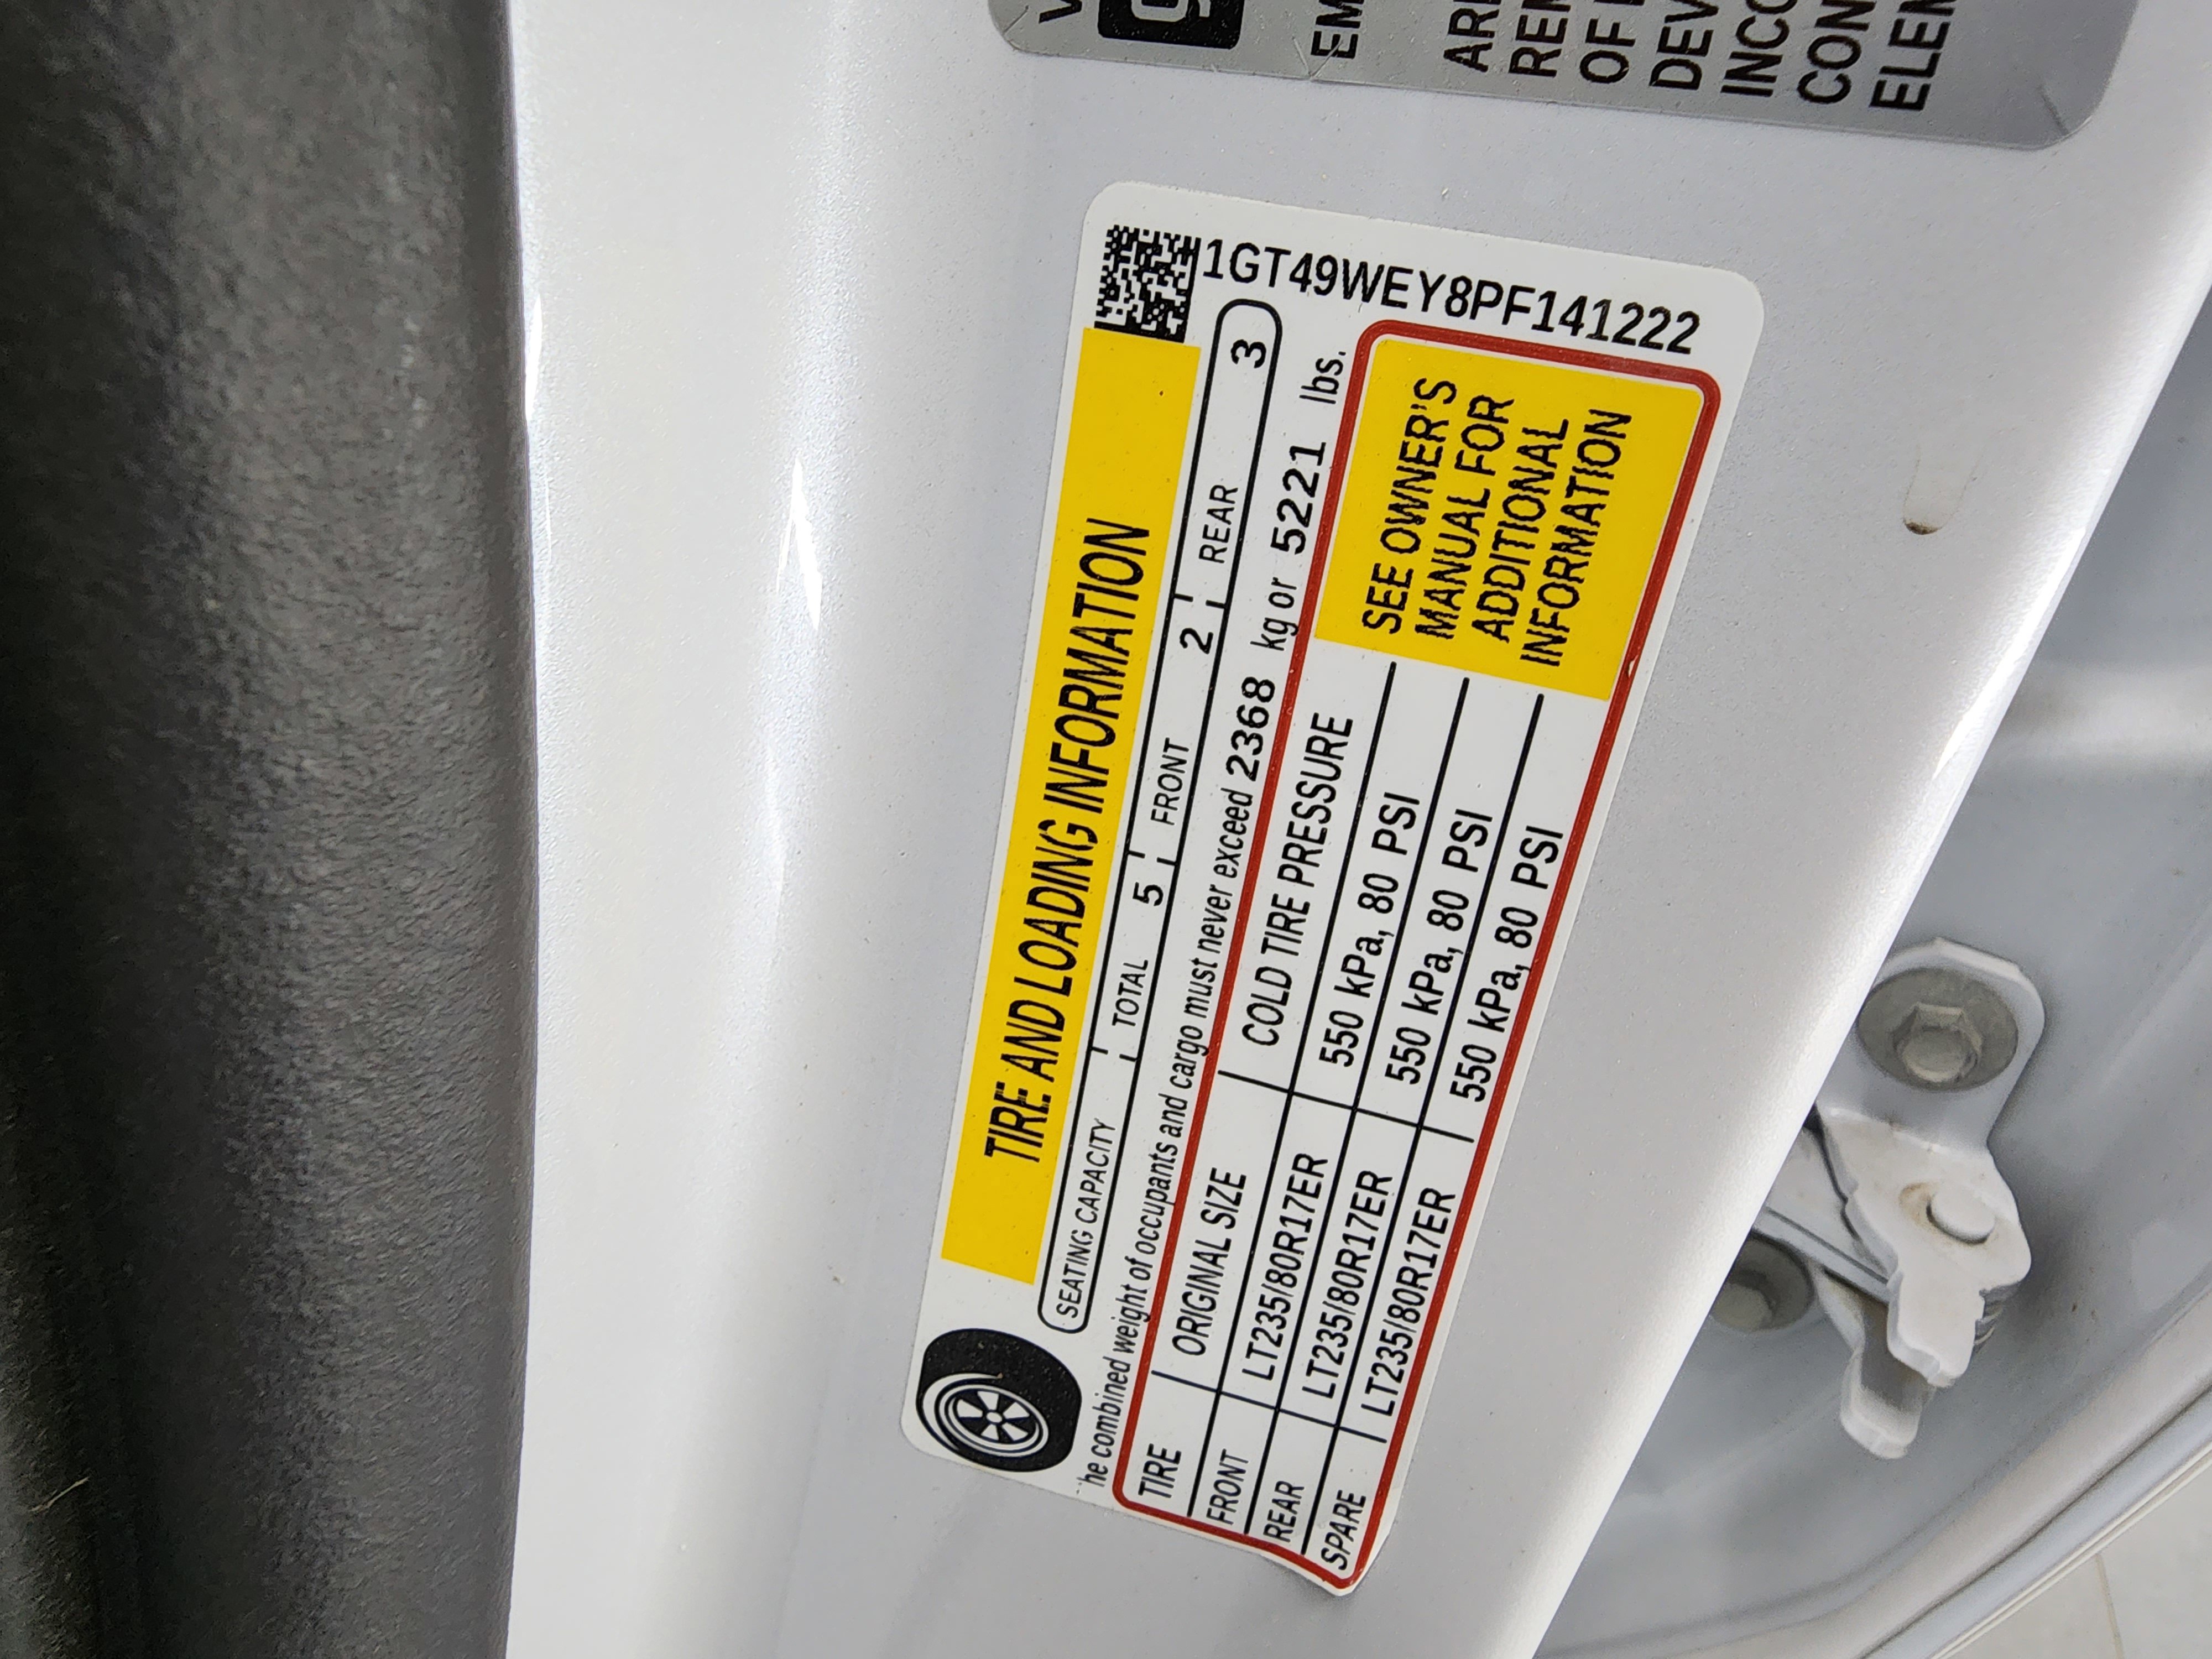 EM
TIRE AND LOADING INFORMATION
SEATING CAPACITY TOTAL 5 FRONT 2 REAR 3
he combined weight of occupants and cargo must never exceed 2368 kg or 5221 lbs.
TIRE ORIGINAL SIZE COLD TIRE PRESSURE
FRONT LT235/80R17ER 550 kPa, 80 PSI
REAR LT235/80R17ER 550 kPa, 80 PSI
SPARE LT235/80R17ER 550 kPa, 80 PSI
SEE OWNER'S
MANUAL FOR
ADDITIONAL
INFORMATION
1GT49WEY8PF141222